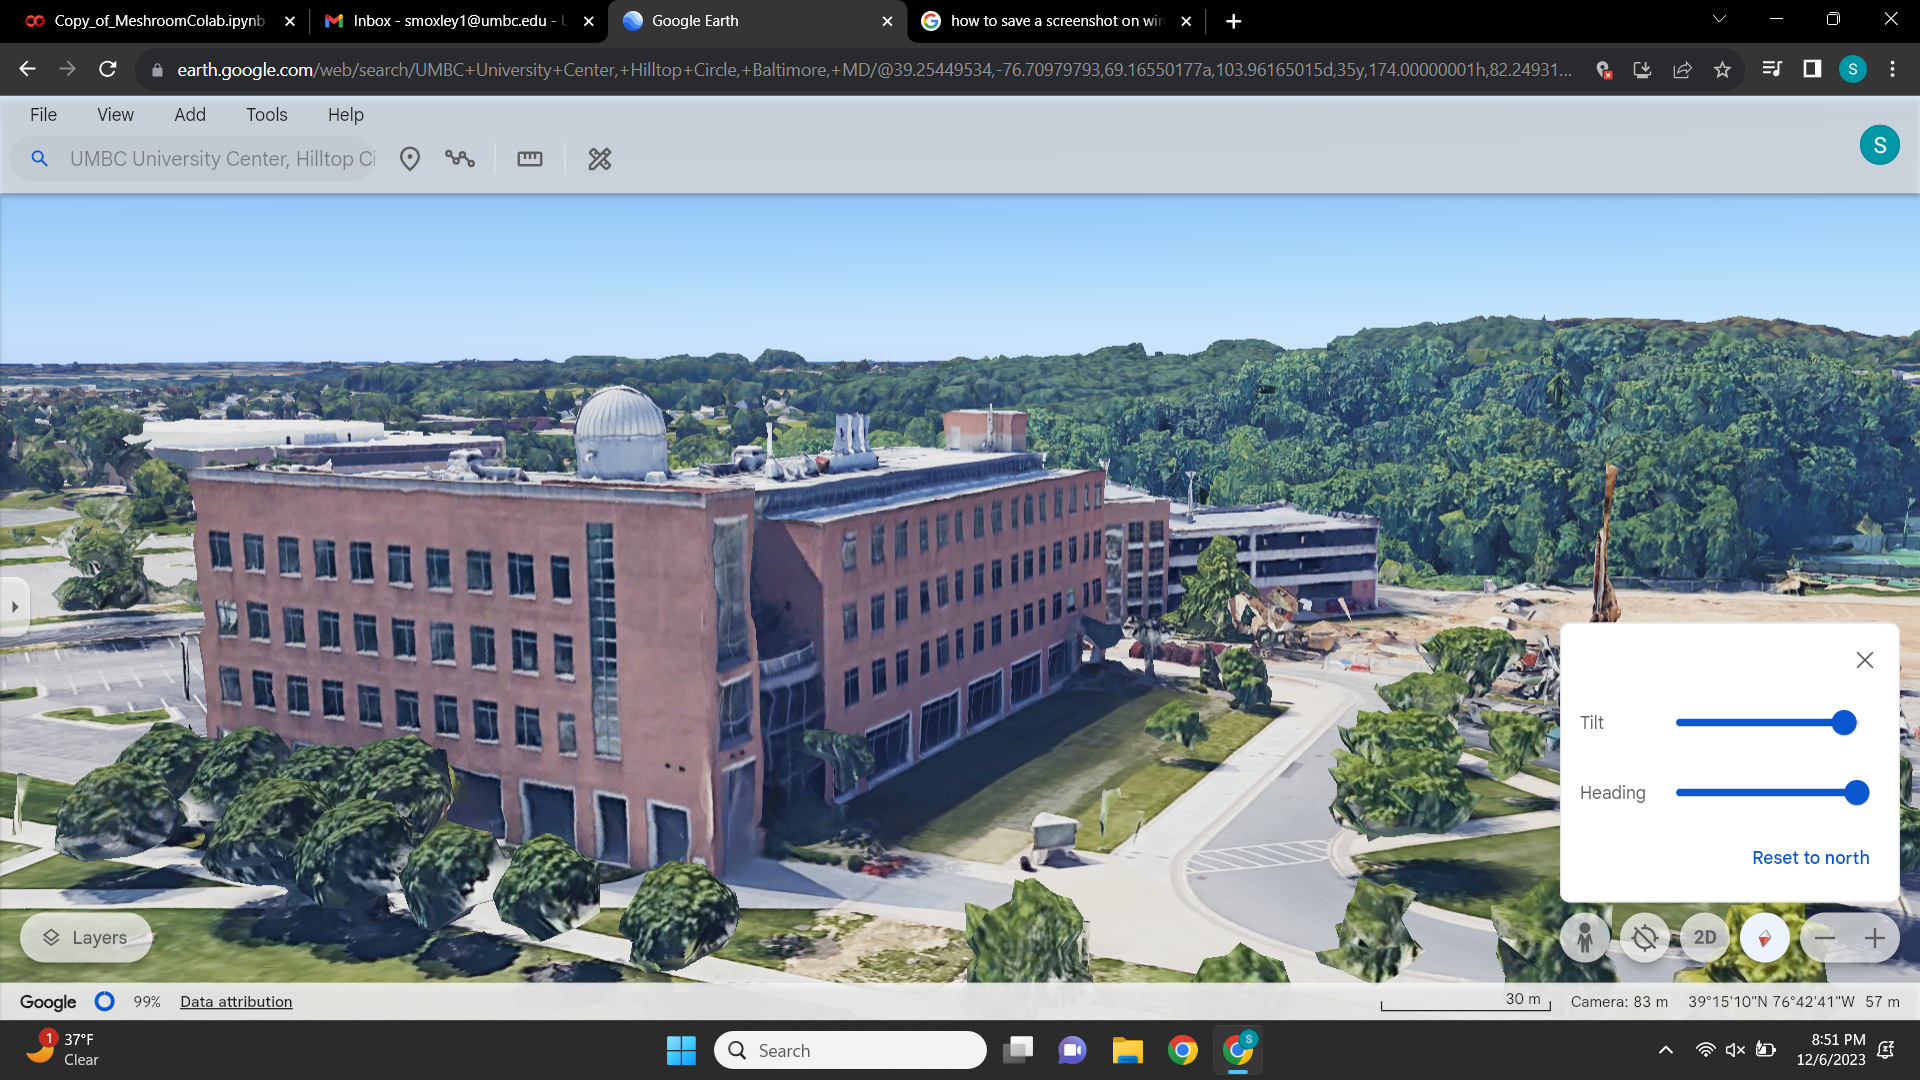 Copy_of_MeshroomColab.ipynb
Inbox - smoxley1@umbc.edu -
Google Earth
how to save a screenshot on win
earth.google.com/web/search/UMBC+University+Center,+Hilltop+Circle,+Baltimore,+MD/@39.25449534,-76.70979793,69.16550177a,103.96165015d,35y,174.00000001h,82.24931...
S
File View Add Tools Help
UMBC University Center, Hilltop Ci
S
Tilt
Heading
Reset to north
Layers
2D
Google 99% Data attribution
30 m Camera: 83 m 39°15'10"N 76°42'41"W 57 m
1
37°F
Clear
Search
S
8:51 PM
12/6/2023